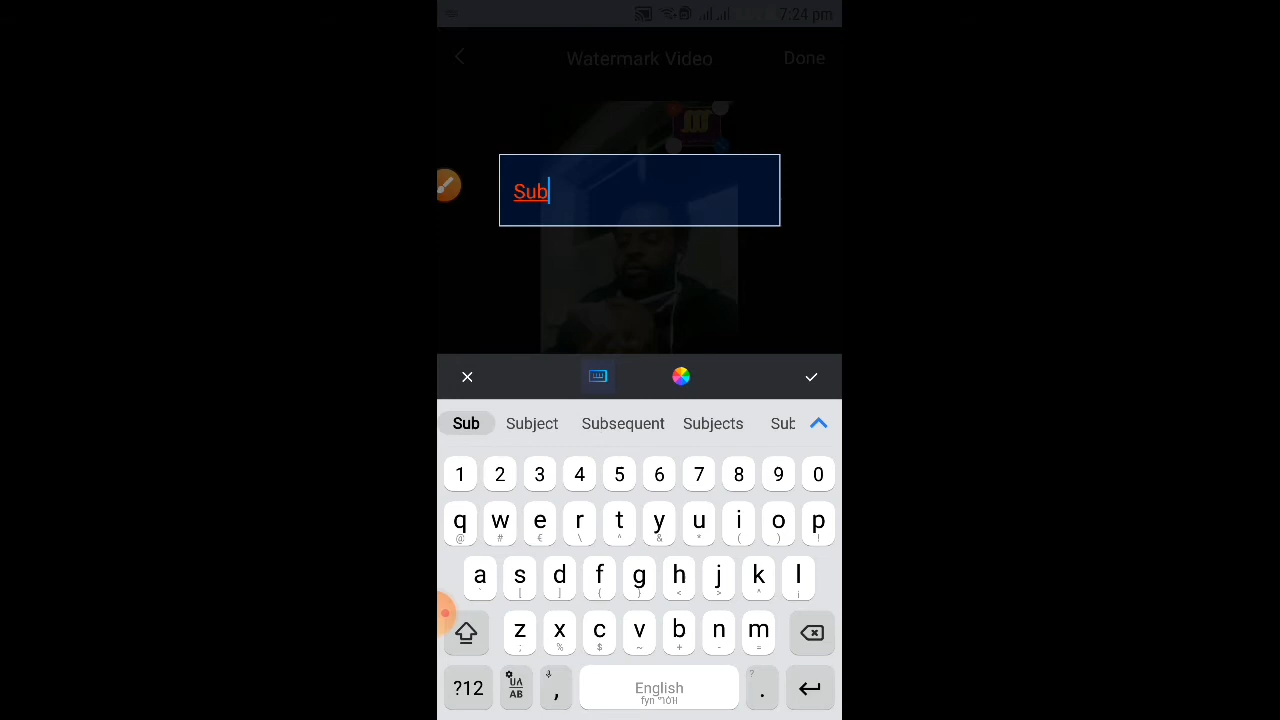 7:24 pm
Watermark Video
Done
Sub
Sub Subject Subsequent Subjects Sub
1 2 3 4 5 6 7 8 9 0
q w e r t y u i o p
@ # € \ ^ & * ( ) !
a s d f g h j k l
` [ ] { } < > ^ ¡
z x c v b n m
; % $ ~ + - =
?12 , English .
AB
?